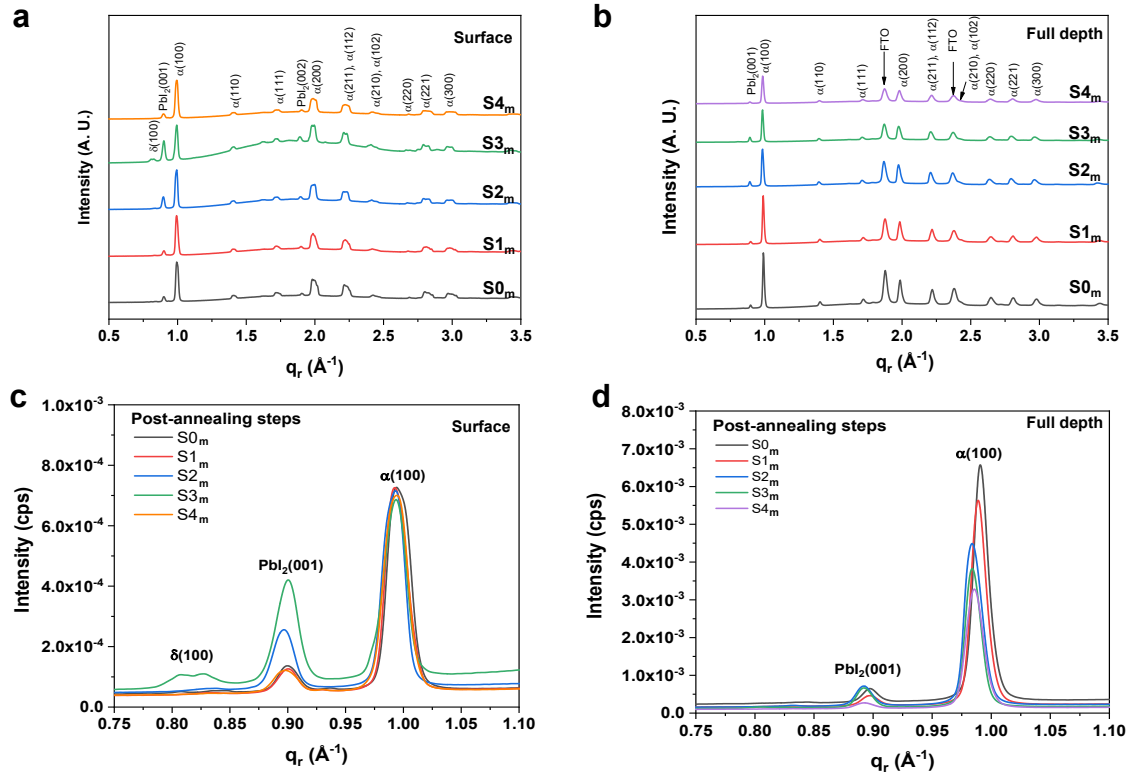 a
Surface
Intensity (A. U.)
δ(100)
PbI₂(001)
α(100)
α(110)
α(111)
PbI₂(002)
α(200)
α(211), α(112)
α(210), α(102)
α(220)
α(221)
α(300)
S4ₘ
S3ₘ
S2ₘ
S1ₘ
S0ₘ
0.5 1.0 1.5 2.0 2.5 3.0 3.5
qᵣ (Å⁻¹)
b
Full depth
Intensity (A. U.)
PbI₂(001)
α(100)
α(110)
α(111)
FTO
α(200)
α(211), α(112)
FTO
α(210), α(102)
α(220)
α(221)
α(300)
S4ₘ
S3ₘ
S2ₘ
S1ₘ
S0ₘ
0.5 1.0 1.5 2.0 2.5 3.0 3.5
qᵣ (Å⁻¹)
c
Surface
Post-annealing steps
S0ₘ
S1ₘ
S2ₘ
S3ₘ
S4ₘ
α(100)
PbI₂(001)
δ(100)
Intensity (cps)
1.0x10⁻³
8.0x10⁻⁴
6.0x10⁻⁴
4.0x10⁻⁴
2.0x10⁻⁴
0.0
0.75 0.80 0.85 0.90 0.95 1.00 1.05 1.10
qᵣ (Å⁻¹)
d
Full depth
Post-annealing steps
S0ₘ
S1ₘ
S2ₘ
S3ₘ
S4ₘ
α(100)
PbI₂(001)
Intensity (cps)
8.0x10⁻³
7.0x10⁻³
6.0x10⁻³
5.0x10⁻³
4.0x10⁻³
3.0x10⁻³
2.0x10⁻³
1.0x10⁻³
0.0
0.75 0.80 0.85 0.90 0.95 1.00 1.05 1.10
qᵣ (Å⁻¹)